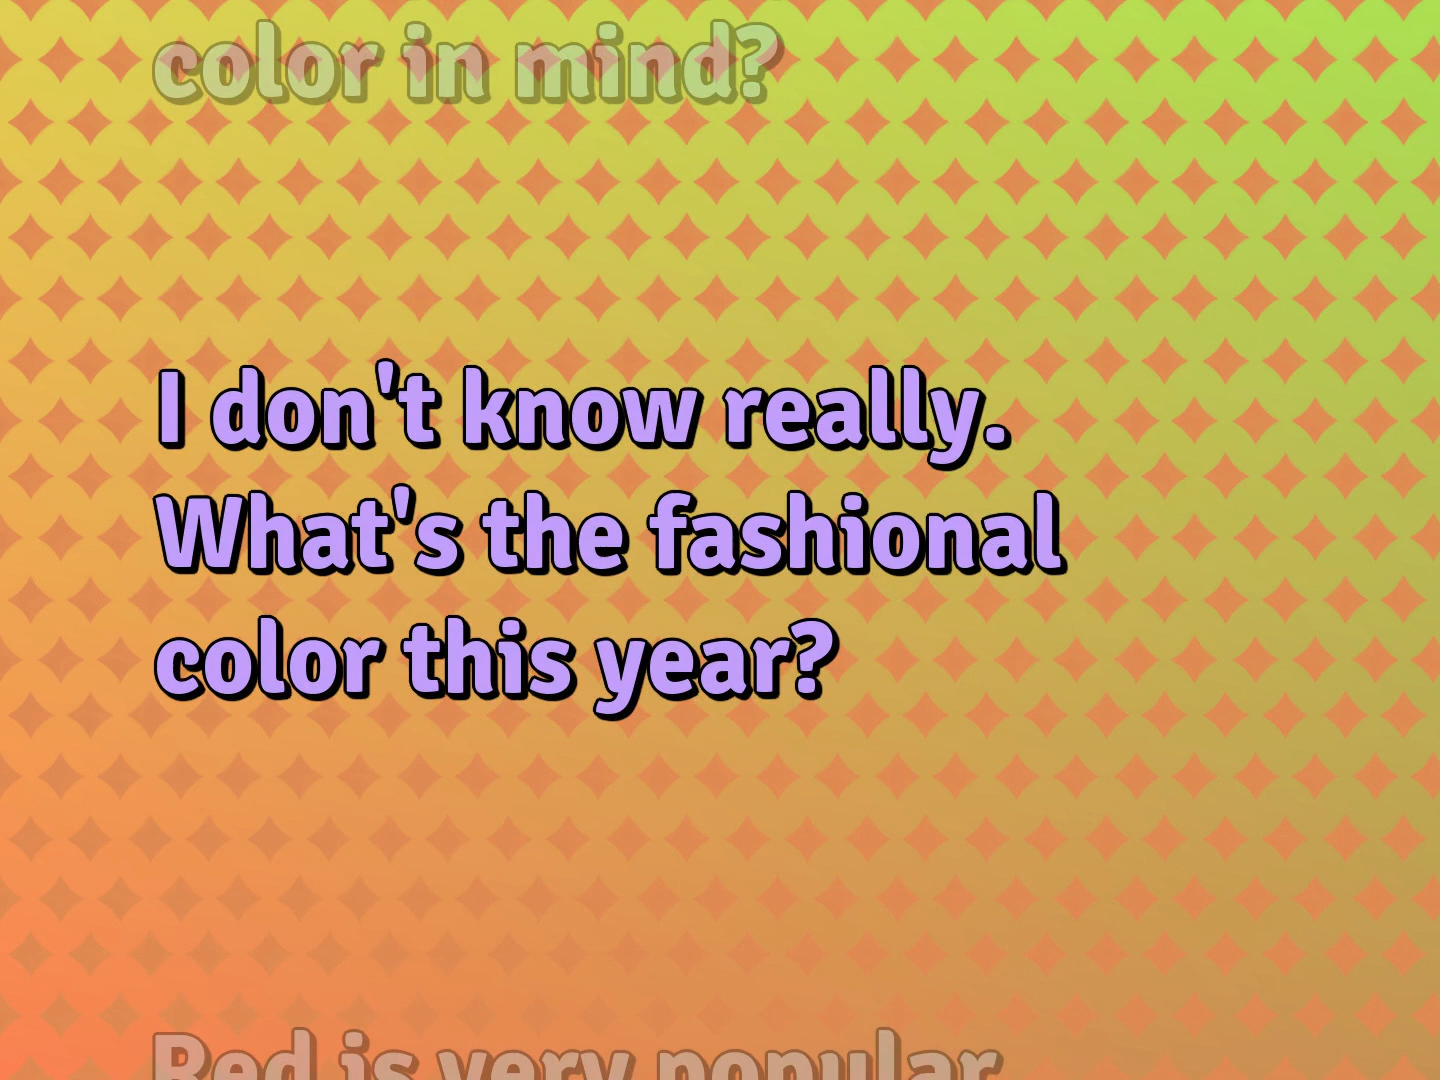 color in mind?
I don't know really.
What's the fashional
color this year?
Red is very popular